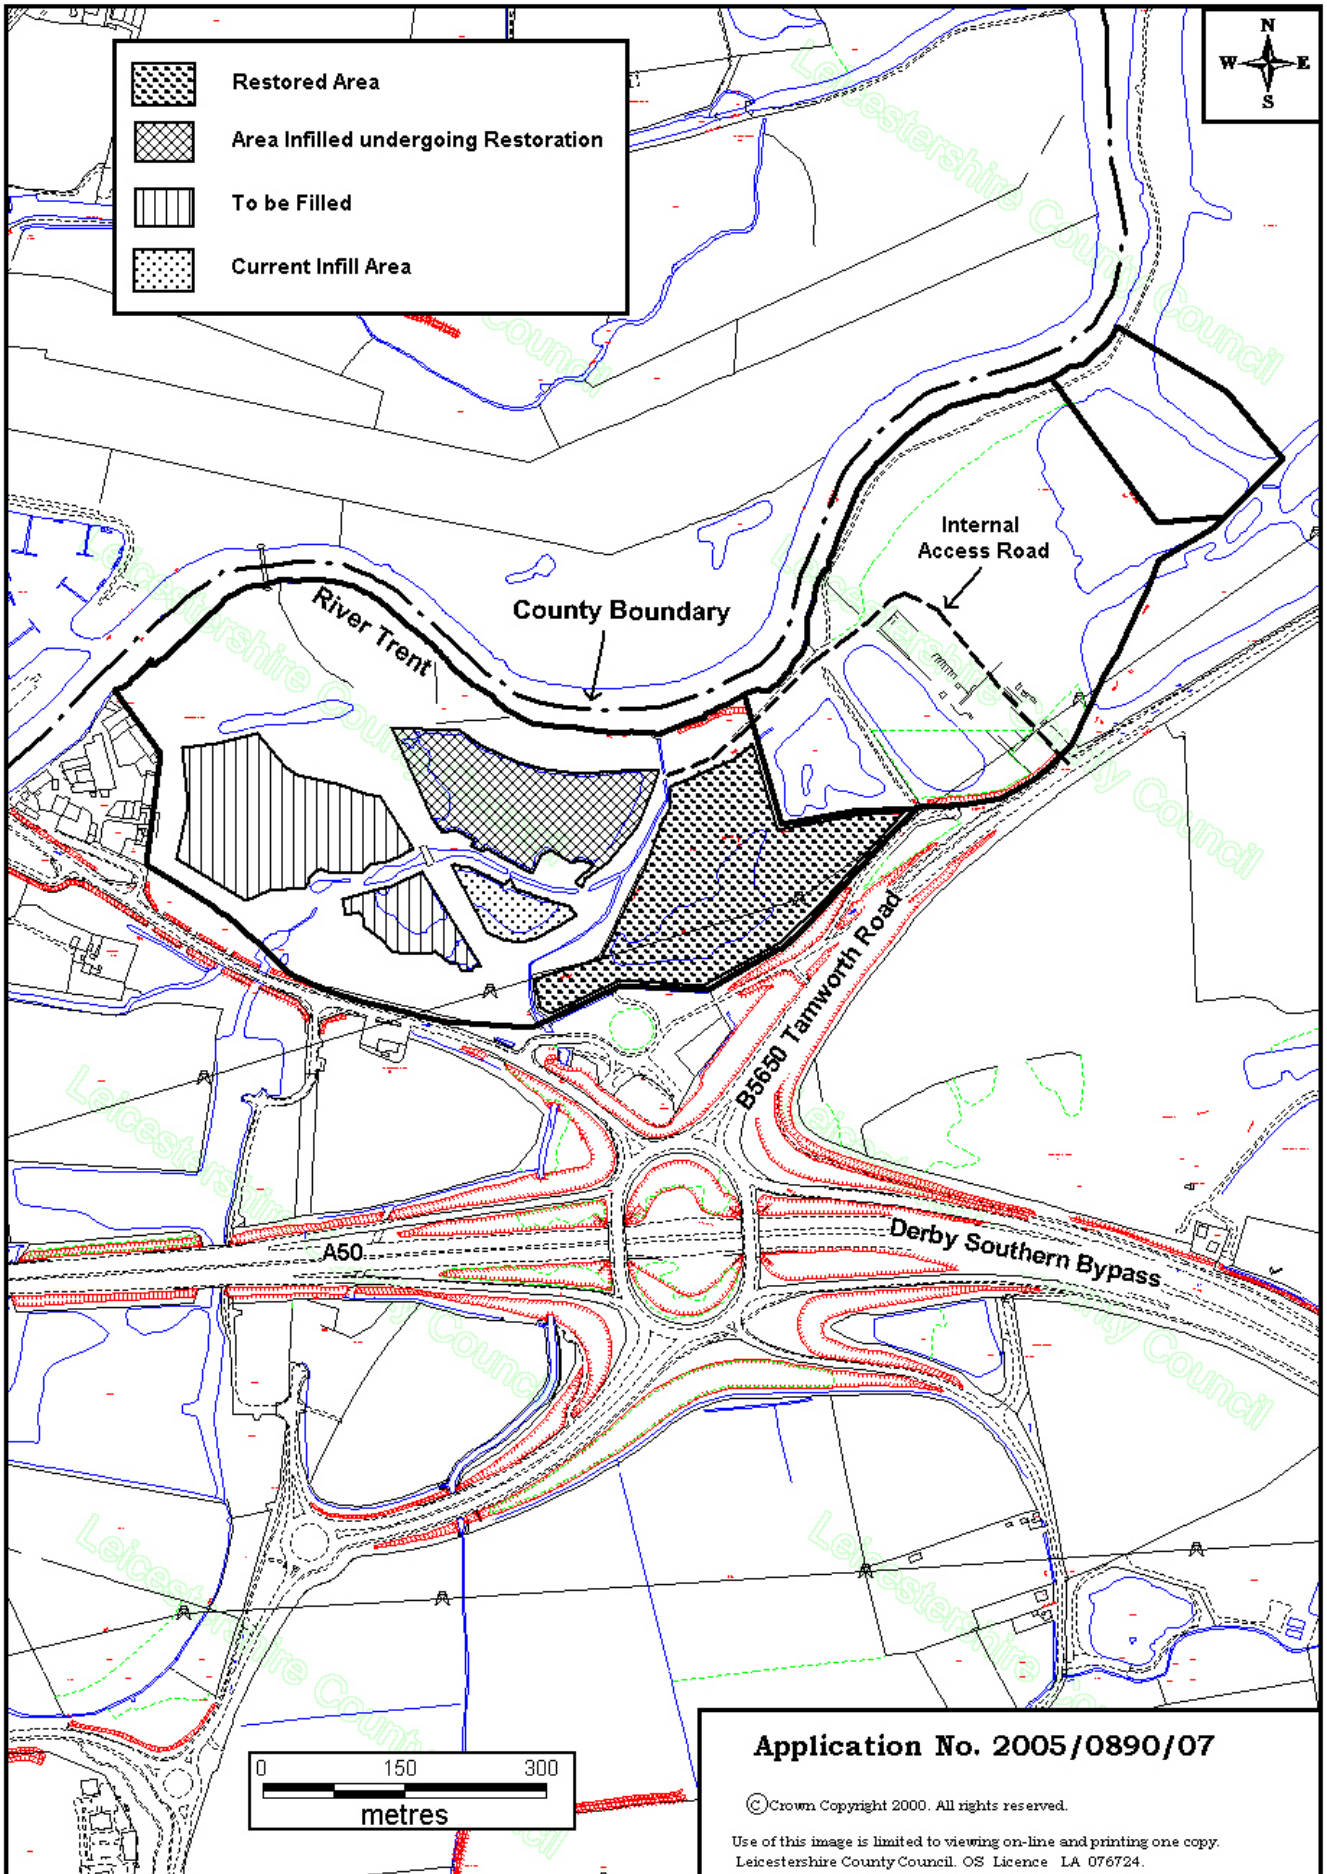 N
W E
S
Restored Area
Area Infilled undergoing Restoration
To be Filled
Current Infill Area
Leicestershire County Council
Internal
Access Road
County Boundary
River Trent
B5650 Tamworth Road
A50
Derby Southern Bypass
0 150 300
metres
Application No. 2005/0890/07
©Crown Copyright 2000. All rights reserved.
Use of this image is limited to viewing on-line and printing one copy.
Leicestershire County Council. OS Licence LA 076724.